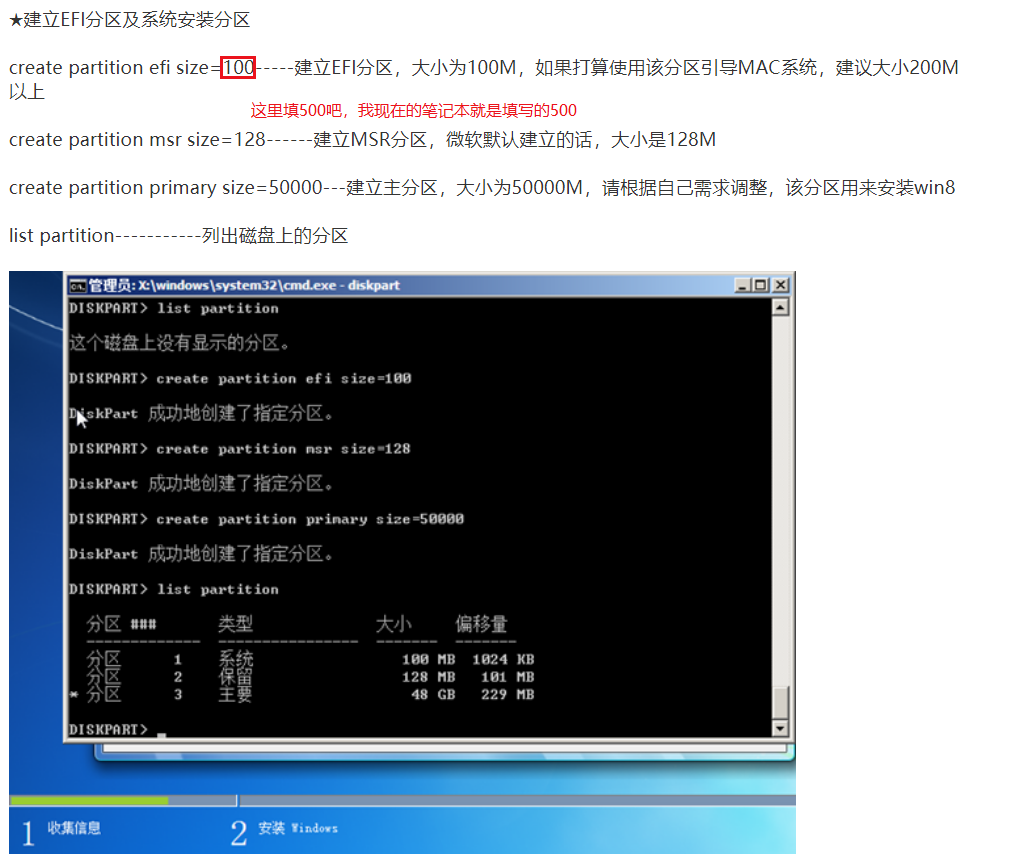 ★建立EFI分区及系统安装分区
create partition efi size=100-----建立EFI分区，大小为100M，如果打算使用该分区引导MAC系统，建议大小200M
以上
这里填500吧，我现在的笔记本就是填写的500
create partition msr size=128------建立MSR分区，微软默认建立的话，大小是128M
create partition primary size=50000---建立主分区，大小为50000M，请根据自己需求调整，该分区用来安装win8
list partition-----------列出磁盘上的分区
管理员: X:\windows\system32\cmd.exe - diskpart
DISKPART> list partition
这个磁盘上没有显示的分区。
DISKPART> create partition efi size=100
DiskPart 成功地创建了指定分区。
DISKPART> create partition msr size=128
DiskPart 成功地创建了指定分区。
DISKPART> create partition primary size=50000
DiskPart 成功地创建了指定分区。
DISKPART> list partition
分区 ### 类型 大小 偏移量
------------- ---------------- ------- -------
分区 1 系统 100 MB 1024 KB
分区 2 保留 128 MB 101 MB
* 分区 3 主要 48 GB 229 MB
DISKPART> _
1 收集信息 2 安装 Windows